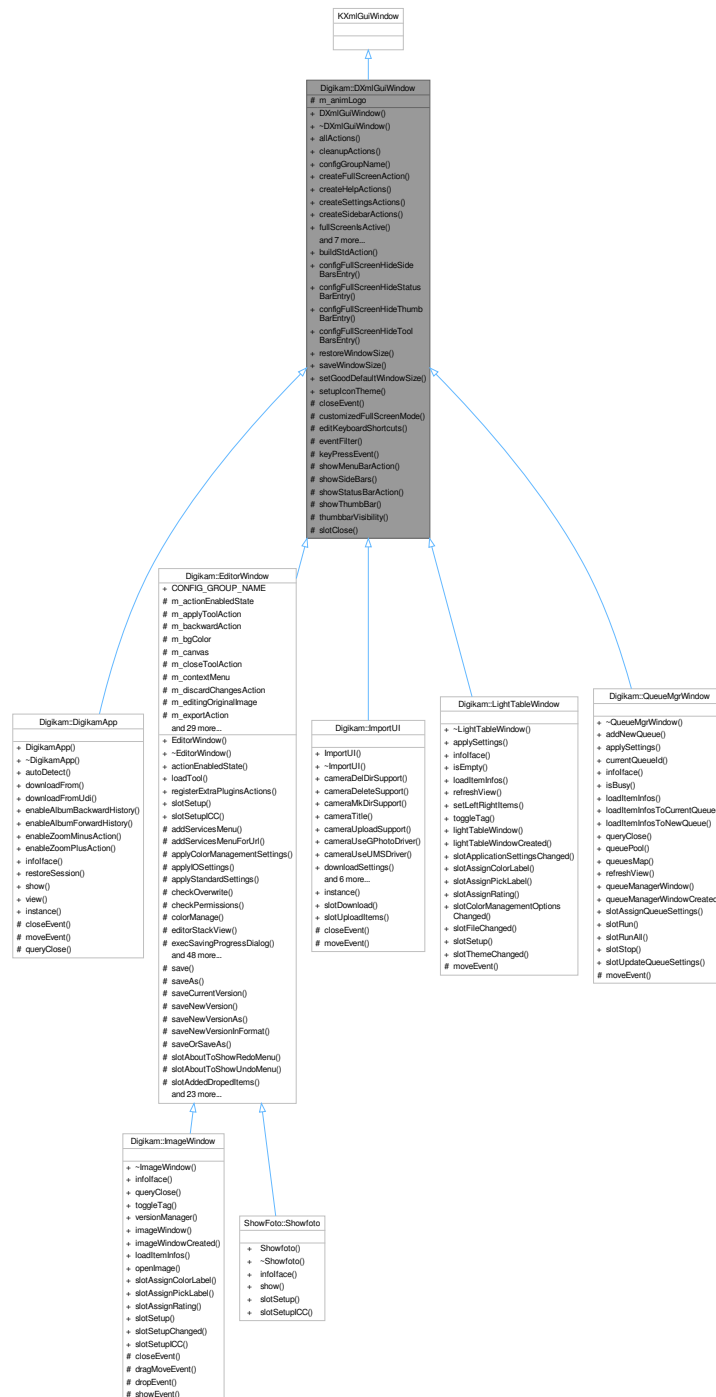 KXmlGuiWindow
Digikam::DXmlGuiWindow
# m_animLogo
+ DXmlGuiWindow()
+ ~DXmlGuiWindow()
+ allActions()
+ cleanupActions()
+ configGroupName()
+ createFullScreenAction()
+ createHelpActions()
+ createSettingsActions()
+ createSidebarActions()
+ fullScreenIsActive()
and 7 more...
+ buildStdAction()
+ configFullScreenHideSide
BarsEntry()
+ configFullScreenHideStatus
BarEntry()
+ configFullScreenHideThumb
BarEntry()
+ configFullScreenHideTool
BarsEntry()
+ restoreWindowSize()
+ saveWindowSize()
+ setGoodDefaultWindowSize()
+ setupIconTheme()
# closeEvent()
# customizedFullScreenMode()
# editKeyboardShortcuts()
# eventFilter()
# keyPressEvent()
# showMenuBarAction()
# showSideBars()
# showStatusBarAction()
# showThumbBar()
# thumbbarVisibility()
# slotClose()
Digikam::DigikamApp
+ DigikamApp()
+ ~DigikamApp()
+ autoDetect()
+ downloadFrom()
+ downloadFromUdi()
+ enableAlbumBackwardHistory()
+ enableAlbumForwardHistory()
+ enableZoomMinusAction()
+ enableZoomPlusAction()
+ infoIface()
+ restoreSession()
+ show()
+ view()
+ instance()
# closeEvent()
# moveEvent()
# queryClose()
Digikam::EditorWindow
+ CONFIG_GROUP_NAME
# m_actionEnabledState
# m_applyToolAction
# m_backwardAction
# m_bgColor
# m_canvas
# m_closeToolAction
# m_contextMenu
# m_discardChangesAction
# m_editingOriginalImage
# m_exportAction
and 29 more...
+ EditorWindow()
+ ~EditorWindow()
+ actionEnabledState()
+ loadTool()
+ registerExtraPluginsActions()
+ slotSetup()
+ slotSetupICC()
# addServicesMenu()
# addServicesMenuForUrl()
# applyColorManagementSettings()
# applyIOSettings()
# applyStandardSettings()
# checkOverwrite()
# checkPermissions()
# colorManage()
# editorStackView()
# execSavingProgressDialog()
and 48 more...
# save()
# saveAs()
# saveCurrentVersion()
# saveNewVersion()
# saveNewVersionAs()
# saveNewVersionInFormat()
# saveOrSaveAs()
# slotAboutToShowRedoMenu()
# slotAboutToShowUndoMenu()
# slotAddedDropedItems()
and 23 more...
Digikam::ImportUI
+ ImportUI()
+ ~ImportUI()
+ cameraDelDirSupport()
+ cameraDeleteSupport()
+ cameraMkDirSupport()
+ cameraTitle()
+ cameraUploadSupport()
+ cameraUseGPhotoDriver()
+ cameraUseUMSDriver()
+ downloadSettings()
and 6 more...
+ instance()
+ slotDownload()
+ slotUploadItems()
# closeEvent()
# moveEvent()
Digikam::LightTableWindow
+ ~LightTableWindow()
+ applySettings()
+ infoIface()
+ isEmpty()
+ loadItemInfos()
+ refreshView()
+ setLeftRightItems()
+ toggleTag()
+ lightTableWindow()
+ lightTableWindowCreated()
+ slotApplicationSettingsChanged()
+ slotAssignColorLabel()
+ slotAssignPickLabel()
+ slotAssignRating()
+ slotColorManagementOptions
Changed()
+ slotFileChanged()
+ slotSetup()
+ slotThemeChanged()
# moveEvent()
Digikam::QueueMgrWindow
+ ~QueueMgrWindow()
+ addNewQueue()
+ applySettings()
+ currentQueueId()
+ infoIface()
+ isBusy()
+ loadItemInfos()
+ loadItemInfosToCurrentQueue
+ loadItemInfosToNewQueue()
+ queryClose()
+ queuePool()
+ queuesMap()
+ refreshView()
+ queueManagerWindow()
+ queueManagerWindowCreated
+ slotAssignQueueSettings()
+ slotRun()
+ slotRunAll()
+ slotStop()
+ slotUpdateQueueSettings()
# moveEvent()
Digikam::ImageWindow
+ ~ImageWindow()
+ infoIface()
+ queryClose()
+ toggleTag()
+ versionManager()
+ imageWindow()
+ imageWindowCreated()
+ loadItemInfos()
+ openImage()
+ slotAssignColorLabel()
+ slotAssignPickLabel()
+ slotAssignRating()
+ slotSetup()
+ slotSetupChanged()
+ slotSetupICC()
# closeEvent()
# dragMoveEvent()
# dropEvent()
# showEvent()
ShowFoto::Showfoto
+ Showfoto()
+ ~Showfoto()
+ infoIface()
+ show()
+ slotSetup()
+ slotSetupICC()